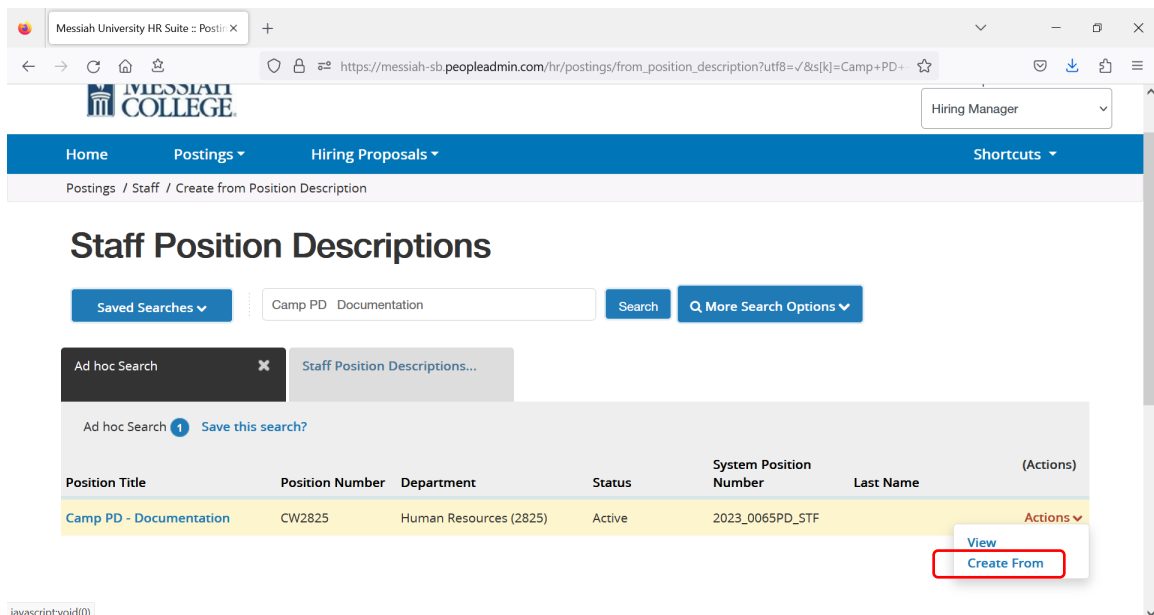 Messiah University HR Suite :: Postin
https://messiah-sb.peopleadmin.com/hr/postings/from_position_description?utf8=✓&s[k]=Camp+PD+
MESSIAH
COLLEGE.
Hiring Manager
Home Postings Hiring Proposals Shortcuts
Postings / Staff / Create from Position Description
Staff Position Descriptions
Saved Searches Camp PD Documentation Search More Search Options
Ad hoc Search Staff Position Descriptions...
Ad hoc Search 1 Save this search?
Position Title Position Number Department Status System Position Number Last Name (Actions)
Camp PD - Documentation CW2825 Human Resources (2825) Active 2023_0065PD_STF Actions
View
Create From
javascript:void(0)